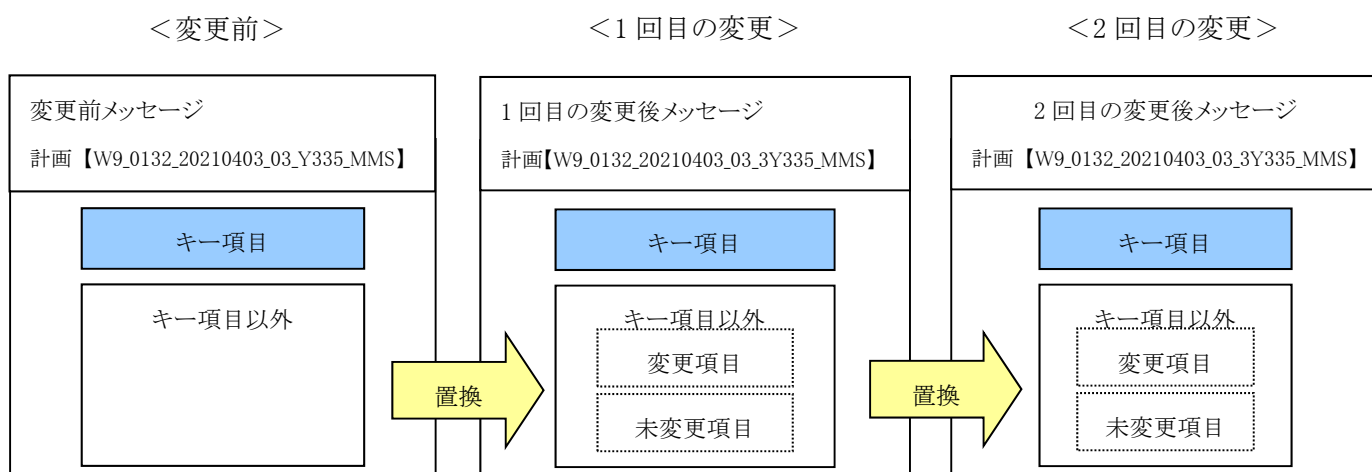 ＜変更前＞
＜1 回目の変更＞
＜2 回目の変更＞
変更前メッセージ
計画【W9_0132_20210403_03_Y335_MMS】
キー項目
キー項目以外
置換
1 回目の変更後メッセージ
計画【W9_0132_20210403_03_3Y335_MMS】
キー項目
キー項目以外
変更項目
未変更項目
置換
2 回目の変更後メッセージ
計画【W9_0132_20210403_03_3Y335_MMS】
キー項目
キー項目以外
変更項目
未変更項目